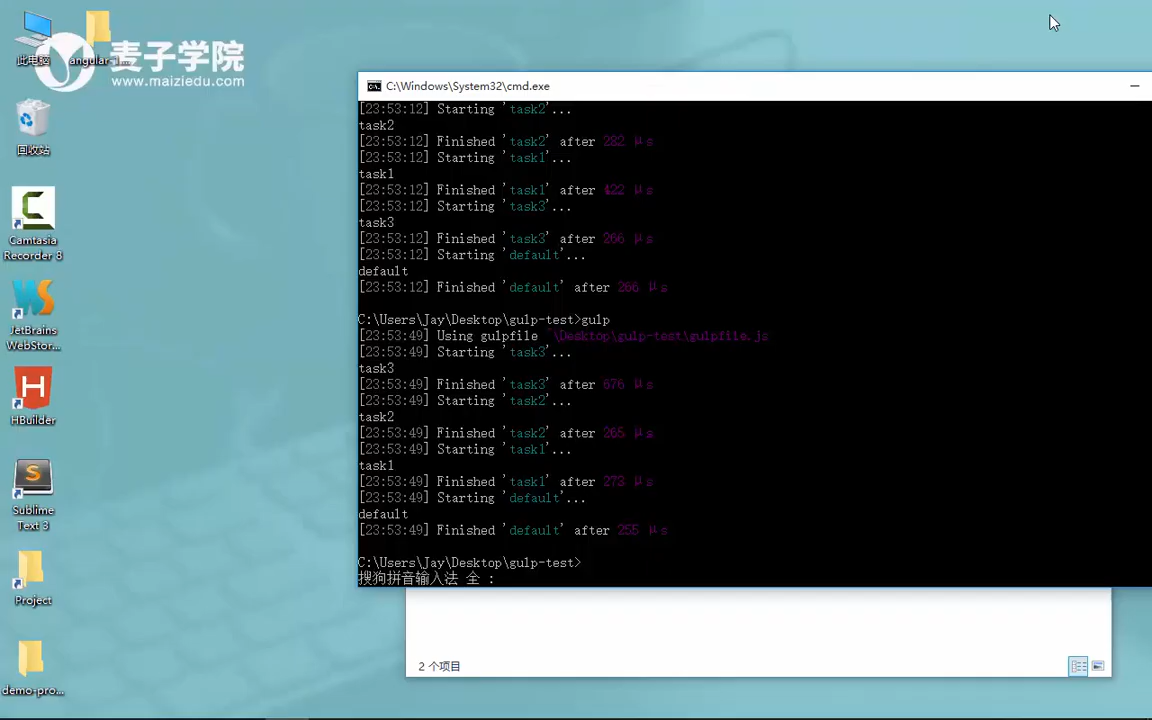 此电脑
angular-1...
麦子学院
www.maiziedu.com
回收站
Camtasia
Recorder 8
JetBrains
WebStor...
HBuilder
Sublime
Text 3
Project
demo-pro...
C:\Windows\System32\cmd.exe
[23:53:12] Starting 'task2'...
task2
[23:53:12] Finished 'task2' after 282 μs
[23:53:12] Starting 'task1'...
task1
[23:53:12] Finished 'task1' after 422 μs
[23:53:12] Starting 'task3'...
task3
[23:53:12] Finished 'task3' after 266 μs
[23:53:12] Starting 'default'...
default
[23:53:12] Finished 'default' after 266 μs
C:\Users\Jay\Desktop\gulp-test>gulp
[23:53:49] Using gulpfile ~\Desktop\gulp-test\gulpfile.js
[23:53:49] Starting 'task3'...
task3
[23:53:49] Finished 'task3' after 676 μs
[23:53:49] Starting 'task2'...
task2
[23:53:49] Finished 'task2' after 265 μs
[23:53:49] Starting 'task1'...
task1
[23:53:49] Finished 'task1' after 273 μs
[23:53:49] Starting 'default'...
default
[23:53:49] Finished 'default' after 255 μs
C:\Users\Jay\Desktop\gulp-test>
搜狗拼音输入法 全 :
2 个项目